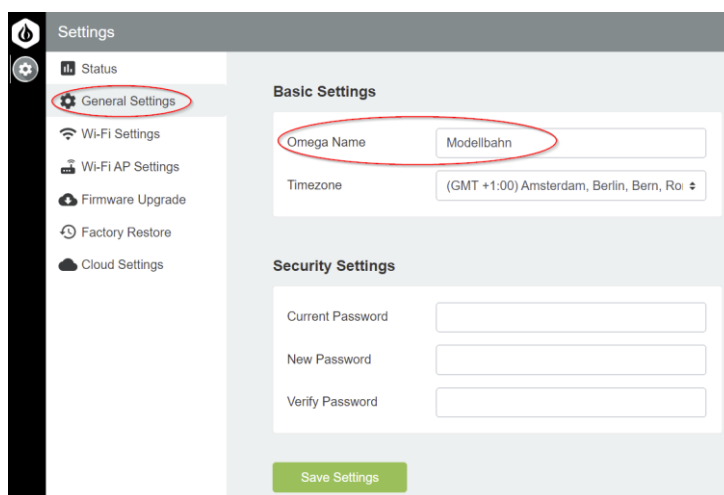 Settings
Status
General Settings
Wi-Fi Settings
Wi-Fi AP Settings
Firmware Upgrade
Factory Restore
Cloud Settings
Basic Settings
Omega Name Modellbahn
Timezone (GMT +1:00) Amsterdam, Berlin, Bern, Ro
Security Settings
Current Password
New Password
Verify Password
Save Settings